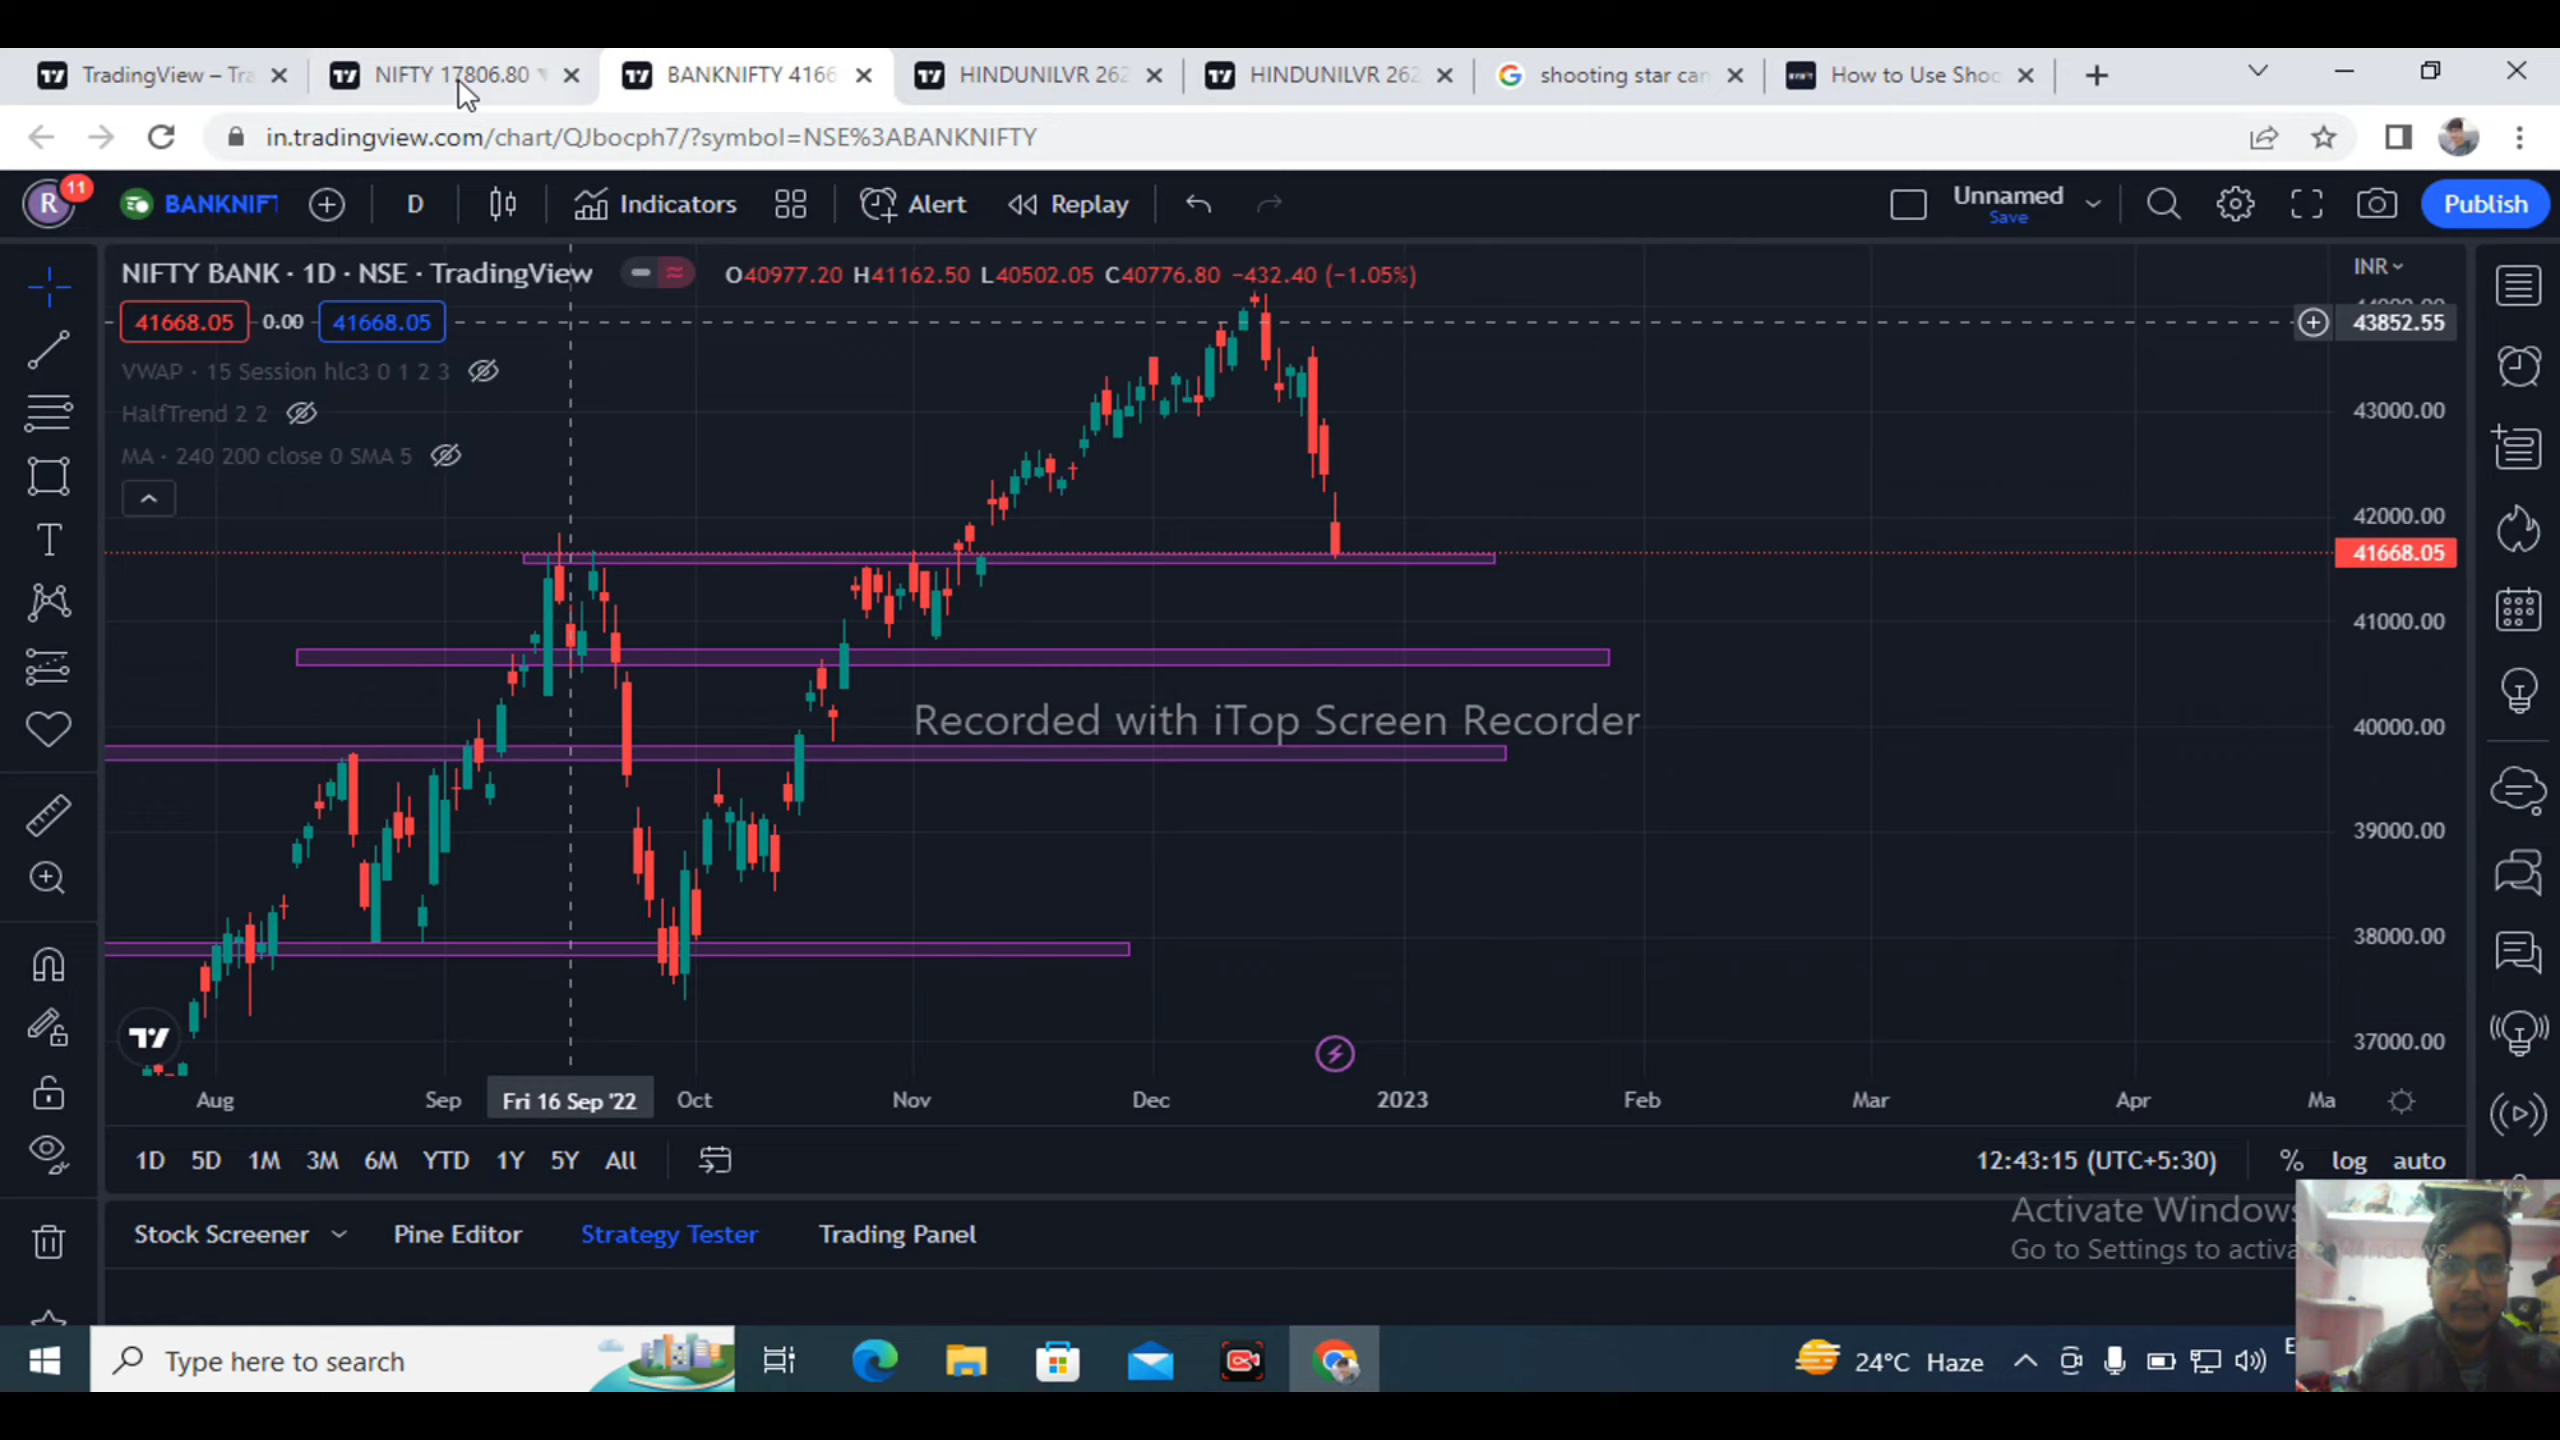 TradingView – Tra
NIFTY 17806.80
BANKNIFTY 4166
HINDUNILVR 262
HINDUNILVR 262
shooting star can
How to Use Shoo
in.tradingview.com/chart/QJbocph7/?symbol=NSE%3ABANKNIFTY
R 11 BANKNIFT D Indicators Alert Replay Unnamed Save Publish
NIFTY BANK · 1D · NSE · TradingView O40977.20 H41162.50 L40502.05 C40776.80 −432.40 (−1.05%) INR
41668.05 0.00 41668.05
43852.55
VWAP · 15 Session hlc3 0 1 2 3
HalfTrend 2 2
43000.00
MA · 240 200 close 0 SMA 5
42000.00
41668.05
41000.00
Recorded with iTop Screen Recorder
40000.00
39000.00
38000.00
37000.00
Aug Sep Fri 16 Sep '22 Oct Nov Dec 2023 Feb Mar Apr Ma
1D 5D 1M 3M 6M YTD 1Y 5Y All 12:43:15 (UTC+5:30) % log auto
Stock Screener Pine Editor Strategy Tester Trading Panel
Activate Windows
Go to Settings to activate Windows.
Type here to search 24°C Haze